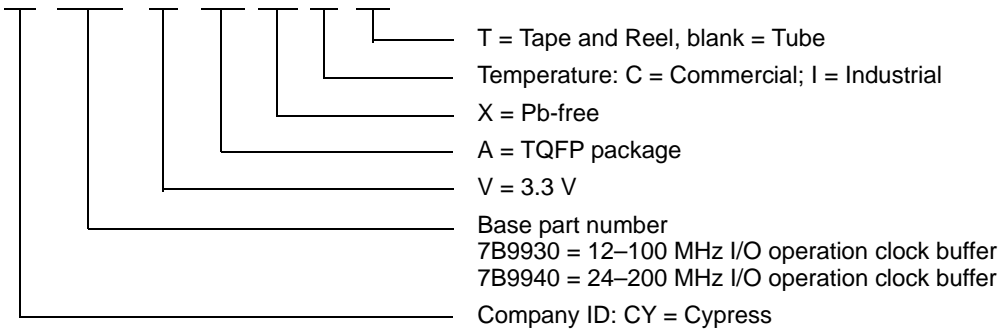 T = Tape and Reel, blank = Tube
Temperature: C = Commercial; I = Industrial
X = Pb-free
A = TQFP package
V = 3.3 V
Base part number
7B9930 = 12–100 MHz I/O operation clock buffer
7B9940 = 24–200 MHz I/O operation clock buffer
Company ID: CY = Cypress